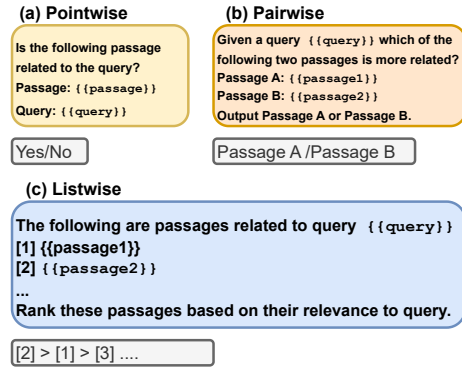 (a) Pointwise
Is the following passage
related to the query?
Passage: {{passage}}
Query: {{query}}
Yes/No
(b) Pairwise
Given a query {{query}} which of the
following two passages is more related?
Passage A: {{passage1}}
Passage B: {{passage2}}
Output Passage A or Passage B.
Passage A /Passage B
(c) Listwise
The following are passages related to query {{query}}
[1] {{passage1}}
[2] {{passage2}}
...
Rank these passages based on their relevance to query.
[2] > [1] > [3] ....